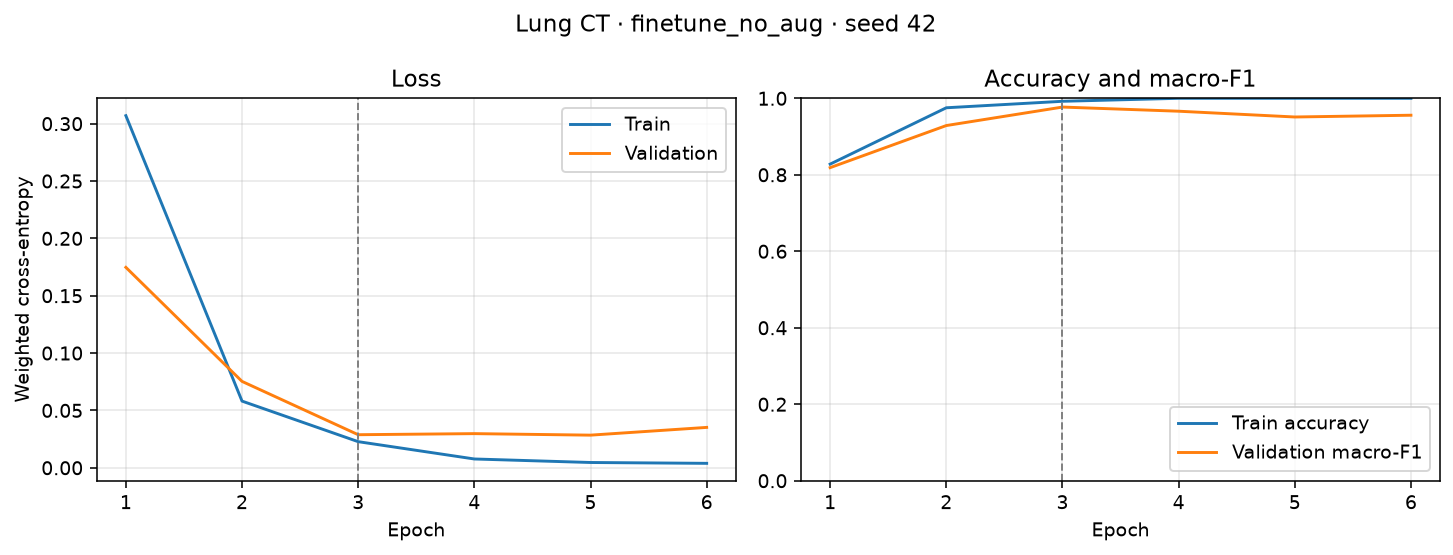 Lung CT · finetune_no_aug · seed 42
Loss
Weighted cross-entropy
0.30
0.25
0.20
0.15
0.10
0.05
0.00
Train
Validation
1 2 3 4 5 6
Epoch
Accuracy and macro-F1
1.0
0.8
0.6
0.4
0.2
0.0
Train accuracy
Validation macro-F1
1 2 3 4 5 6
Epoch